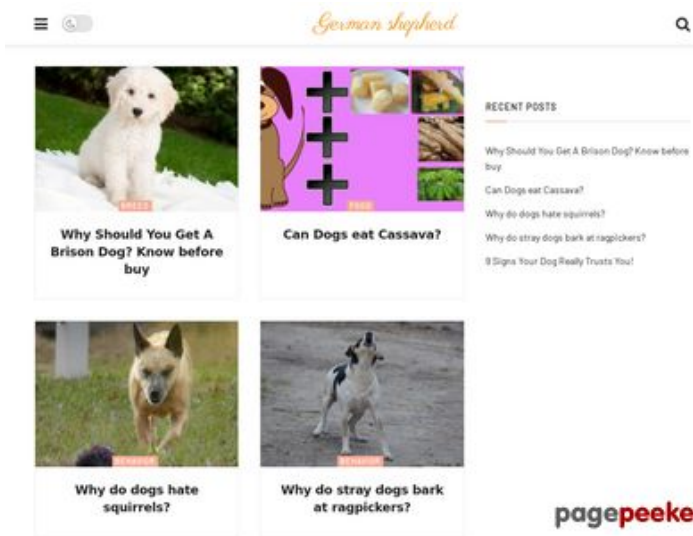 German shepherd
BREED
Why Should You Get A
Brison Dog? Know before
buy
FOOD
Can Dogs eat Cassava?
BEHAVIOR
Why do dogs hate
squirrels?
BEHAVIOR
Why do stray dogs bark
at ragpickers?
RECENT POSTS
Why Should You Get A Brison Dog? Know before
buy
Can Dogs eat Cassava?
Why do dogs hate squirrels?
Why do stray dogs bark at ragpickers?
9 Signs Your Dog Really Trusts You!
pagepeeke